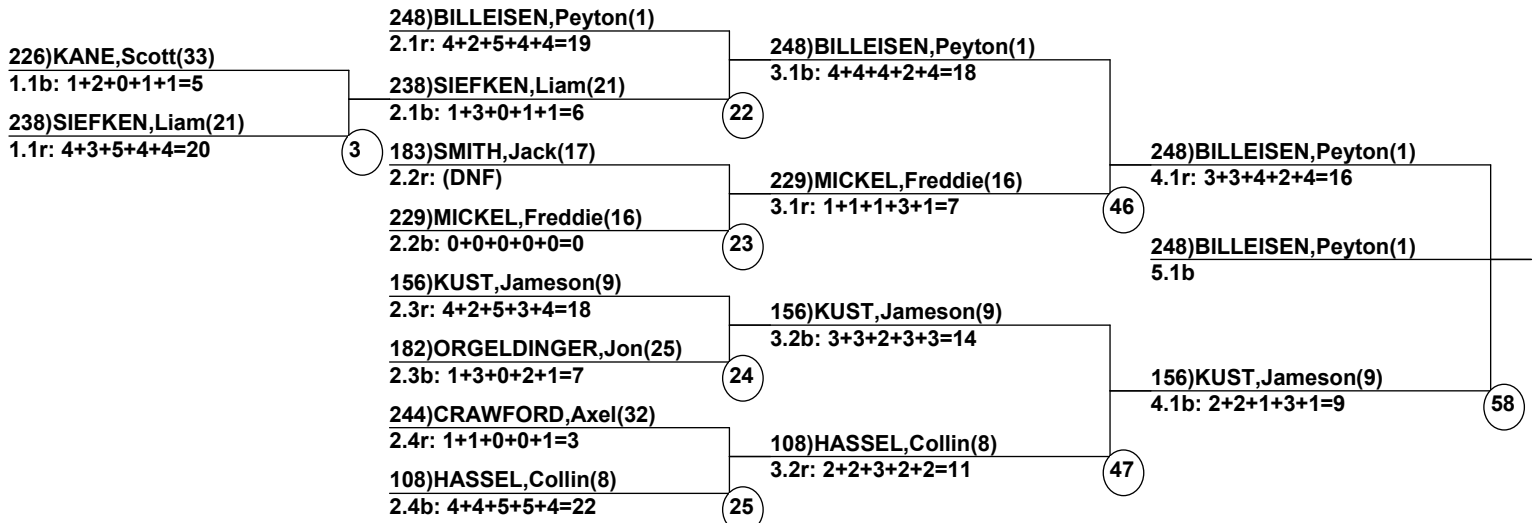 226)KANE,Scott(33)
1.1b: 1+2+0+1+1=5
238)SIEFKEN,Liam(21)
1.1r: 4+3+5+4+4=20
3
248)BILLEISEN,Peyton(1)
2.1r: 4+2+5+4+4=19
238)SIEFKEN,Liam(21)
2.1b: 1+3+0+1+1=6
22
183)SMITH,Jack(17)
2.2r: (DNF)
229)MICKEL,Freddie(16)
2.2b: 0+0+0+0+0=0
23
156)KUST,Jameson(9)
2.3r: 4+2+5+3+4=18
182)ORGELDINGER,Jon(25)
2.3b: 1+3+0+2+1=7
24
244)CRAWFORD,Axel(32)
2.4r: 1+1+0+0+1=3
108)HASSEL,Collin(8)
2.4b: 4+4+5+5+4=22
25
248)BILLEISEN,Peyton(1)
3.1b: 4+4+4+2+4=18
229)MICKEL,Freddie(16)
3.1r: 1+1+1+3+1=7
46
156)KUST,Jameson(9)
3.2b: 3+3+2+3+3=14
108)HASSEL,Collin(8)
3.2r: 2+2+3+2+2=11
47
248)BILLEISEN,Peyton(1)
4.1r: 3+3+4+2+4=16
248)BILLEISEN,Peyton(1)
5.1b
156)KUST,Jameson(9)
4.1b: 2+2+1+3+1=9
58